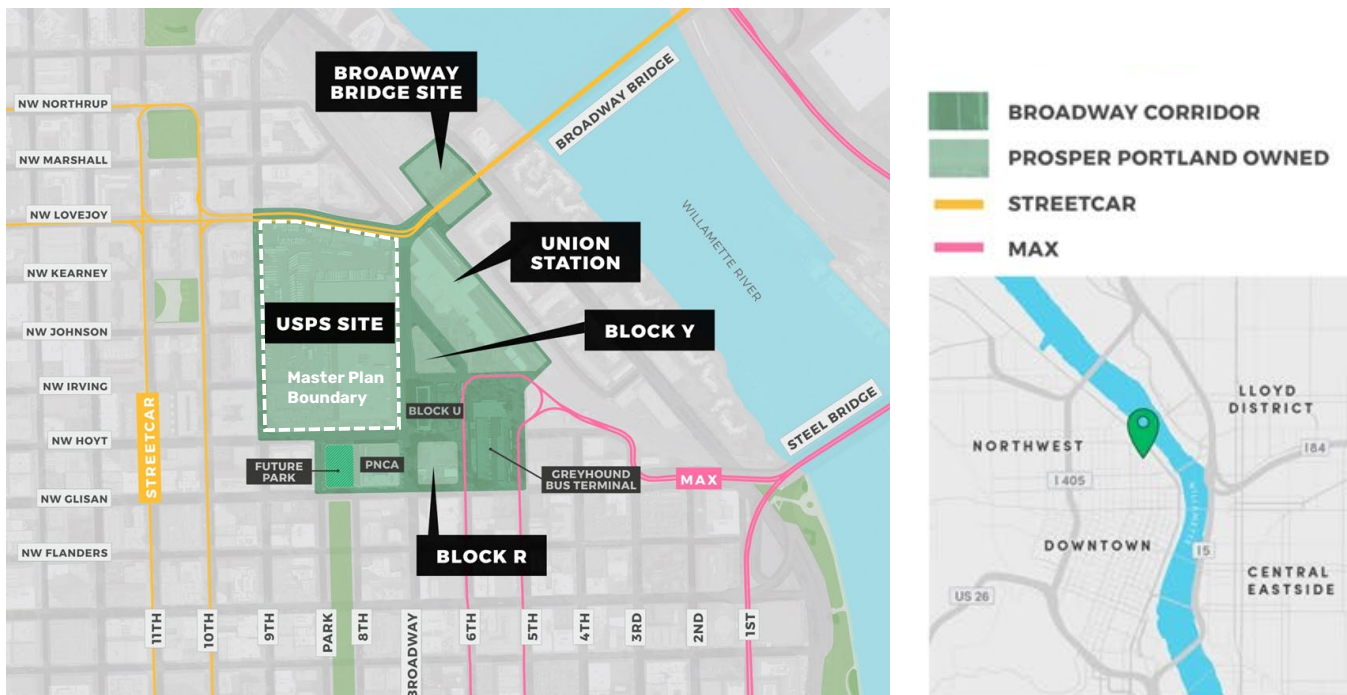 BROADWAY
BRIDGE SITE
BROADWAY BRIDGE
NW NORTHRUP
NW MARSHALL
NW LOVEJOY
NW KEARNEY
NW JOHNSON
NW IRVING
NW HOYT
NW GLISAN
NW FLANDERS
UNION
STATION
WILLAMETTE RIVER
USPS SITE
BLOCK Y
Master Plan
Boundary
BLOCK U
STREETCAR
STEEL BRIDGE
FUTURE
PARK
PNCA
GREYHOUND
BUS TERMINAL
MAX
BLOCK R
11TH
10TH
9TH
PARK
8TH
BROADWAY
6TH
5TH
4TH
3RD
2ND
1ST
BROADWAY CORRIDOR
PROSPER PORTLAND OWNED
STREETCAR
MAX
LLOYD
DISTRICT
NORTHWEST
I 84
I 405
WILLAMETTE
DOWNTOWN
I 5
US 26
CENTRAL
EASTSIDE